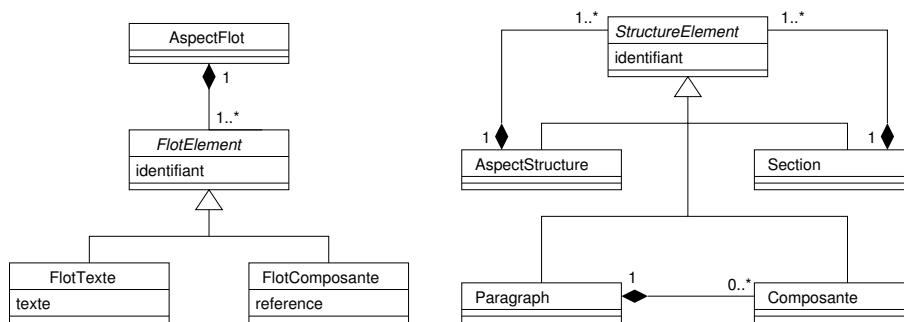 AspectFlot
1
1..*
FlotElement
identifiant
FlotTexte
texte
FlotComposante
reference
1..*
StructureElement
identifiant
1..*
1
AspectStructure
1
Section
Paragraph
1
0..*
Composante